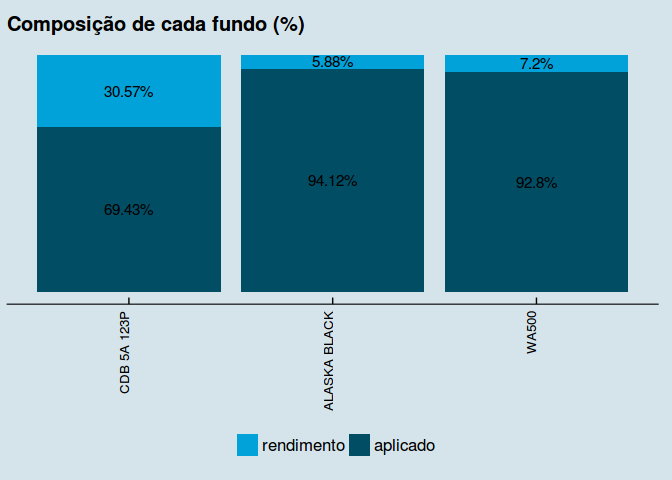 Composição de cada fundo (%)
30.57%
5.88%
7.2%
69.43%
94.12%
92.8%
CDB 5A 123P
ALASKA BLACK
WA500
rendimento
aplicado